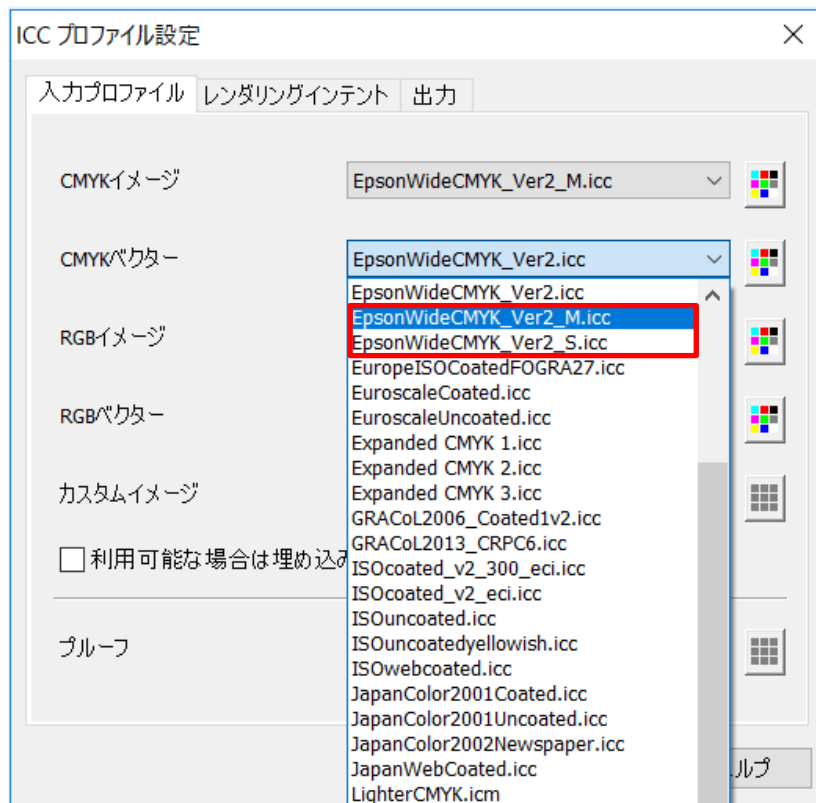 ICC プロファイル設定
入力プロファイル レンダリングインテント 出力
CMYKイメージ EpsonWideCMYK_Ver2_M.icc
CMYKベクター EpsonWideCMYK_Ver2.icc
EpsonWideCMYK_Ver2.icc
EpsonWideCMYK_Ver2_M.icc
RGBイメージ EpsonWideCMYK_Ver2_S.icc
EuropeISOCoatedFOGRA27.icc
EuroscaleCoated.icc
RGBベクター EuroscaleUncoated.icc
Expanded CMYK 1.icc
Expanded CMYK 2.icc
カスタムイメージ Expanded CMYK 3.icc
GRACoL2006_Coated1v2.icc
GRACoL2013_CRPC6.icc
利用可能な場合は埋め込み ISOcoated_v2_300_eci.icc
ISOcoated_v2_eci.icc
ISOuncoated.icc
プルーフ ISOuncoatedyellowish.icc
ISOwebcoated.icc
JapanColor2001Coated.icc
JapanColor2001Uncoated.icc
JapanColor2002Newspaper.icc
JapanWebCoated.icc ルプ
LighterCMYK.icm